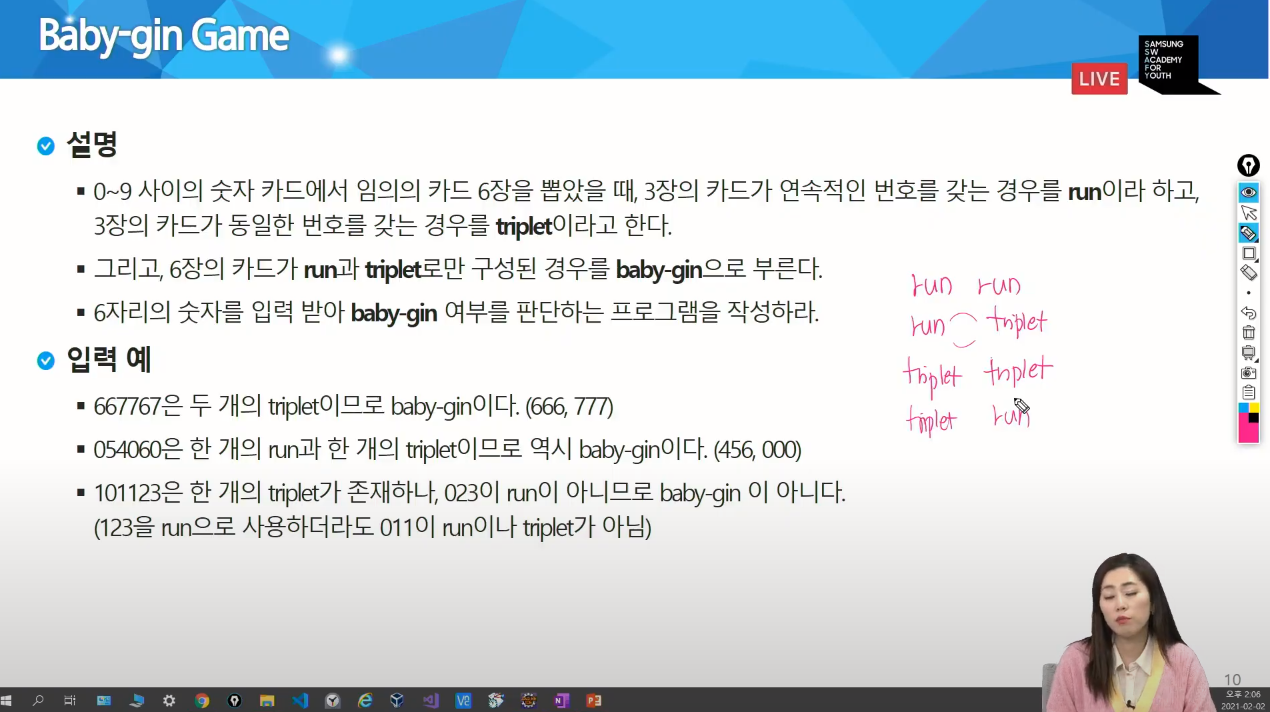 Baby-gin Game
LIVE
SAMSUNG
SW
ACADEMY
FOR
YOUTH
설명
0~9 사이의 숫자 카드에서 임의의 카드 6장을 뽑았을 때, 3장의 카드가 연속적인 번호를 갖는 경우를 run이라 하고,
3장의 카드가 동일한 번호를 갖는 경우를 triplet이라고 한다.
그리고, 6장의 카드가 run과 triplet로만 구성된 경우를 baby-gin으로 부른다.
6자리의 숫자를 입력 받아 baby-gin 여부를 판단하는 프로그램을 작성하라.
run run
run triplet
triplet triplet
triplet run
입력 예
667767은 두 개의 triplet이므로 baby-gin이다. (666, 777)
054060은 한 개의 run과 한 개의 triplet이므로 역시 baby-gin이다. (456, 000)
101123은 한 개의 triplet가 존재하나, 023이 run이 아니므로 baby-gin 이 아니다.
(123을 run으로 사용하더라도 011이 run이나 triplet가 아님)
10
오후 2:06
2021-02-02